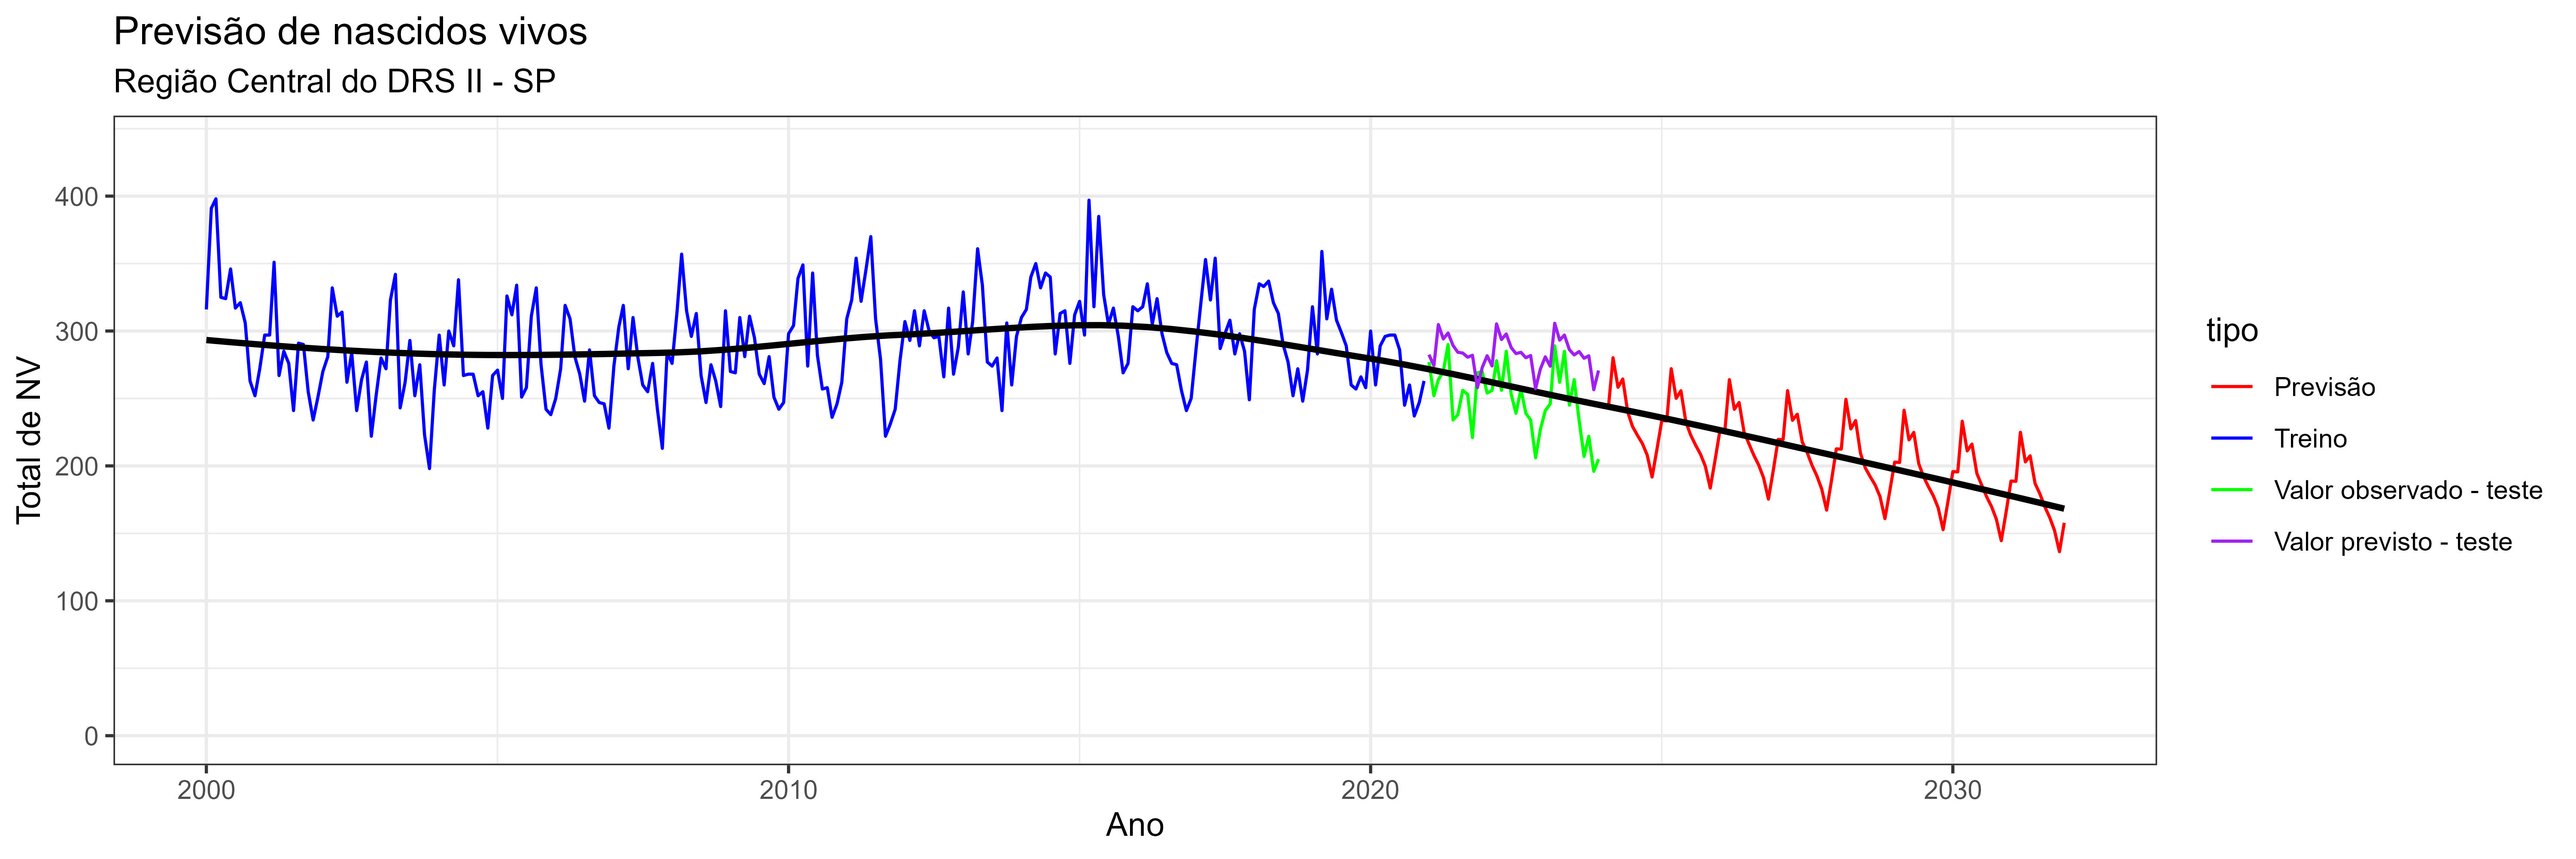 Previsão de nascidos vivos
Região Central do DRS II - SP
Total de NV
400
300
200
100
0
2000
2010
2020
2030
Ano
tipo
Previsão
Treino
Valor observado - teste
Valor previsto - teste